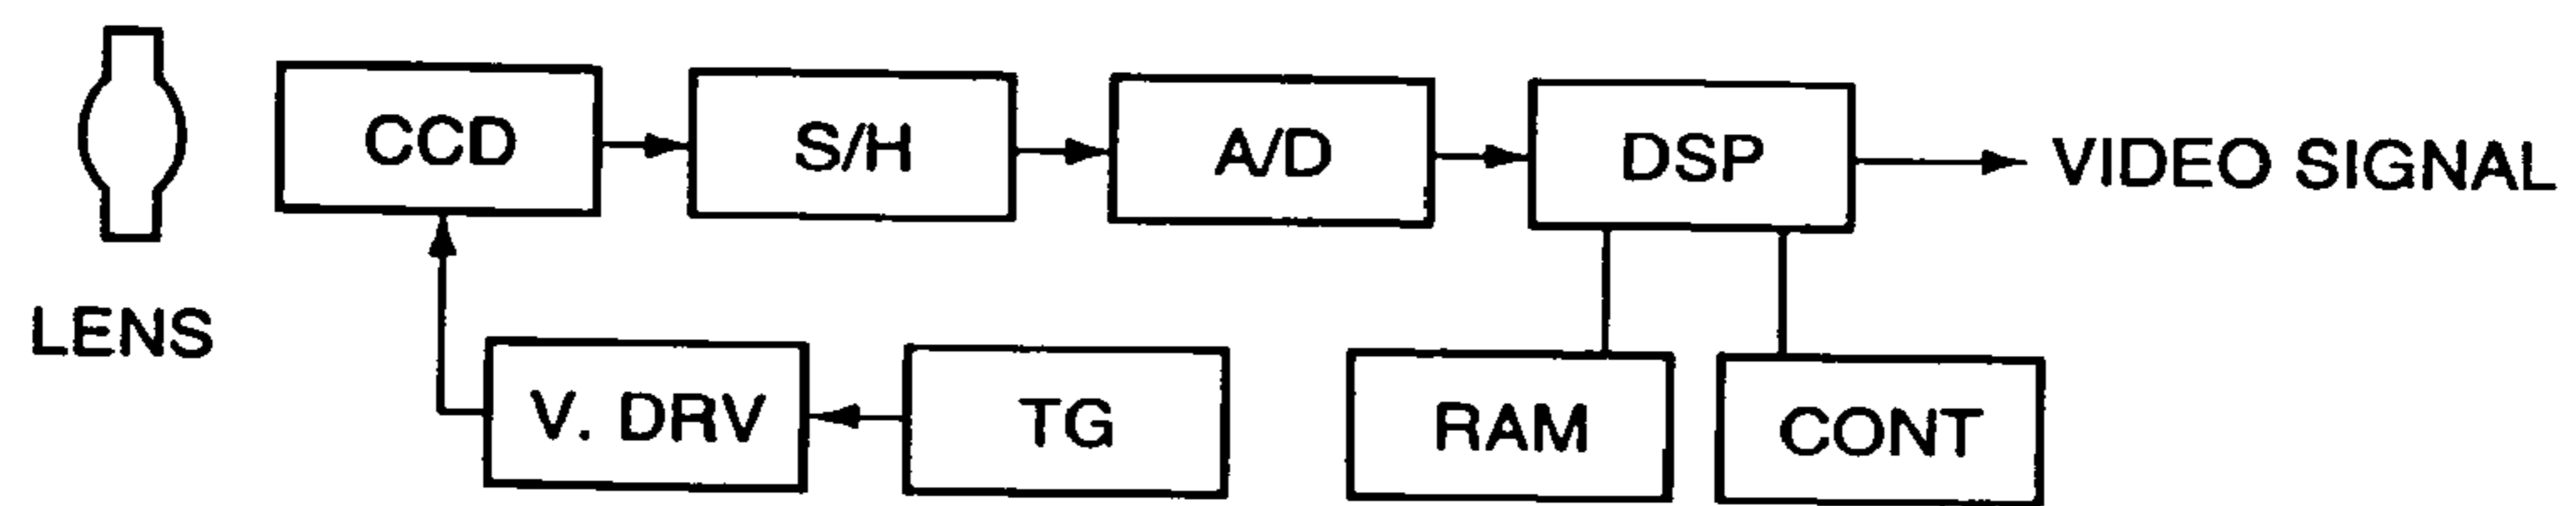 CCD
S/H
A/D
DSP
VIDEO SIGNAL
LENS
V. DRV
TG
RAM
CONT